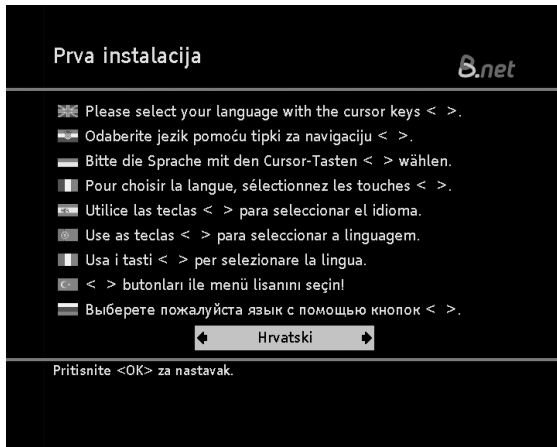 Prva instalacija
B.net
Please select your language with the cursor keys < >.
Odaberite jezik pomoću tipki za navigaciju < >.
Bitte die Sprache mit den Cursor-Tasten < > wählen.
Pour choisir la langue, sélectionnez les touches < >.
Utilice las teclas < > para seleccionar el idioma.
Use as teclas < > para seleccionar a linguagem.
Usa i tasti < > per selezionare la lingua.
< > butonları ile menü lisanını seçin!
Выберете пожалуйста язык с помощью кнопок < >.
Hrvatski
Pritisnite <OK> za nastavak.